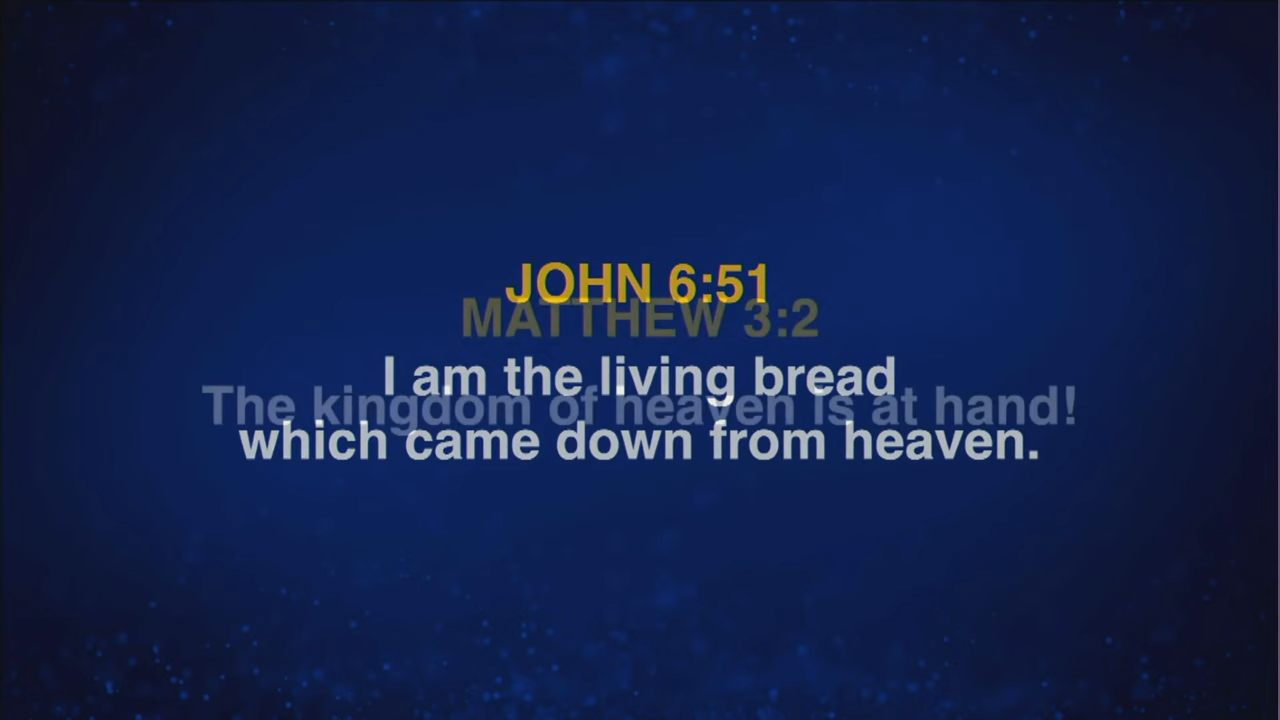 JOHN 6:51
MATTHEW 3:2
I am the living bread
The kingdom of heaven is at hand!
which came down from heaven.